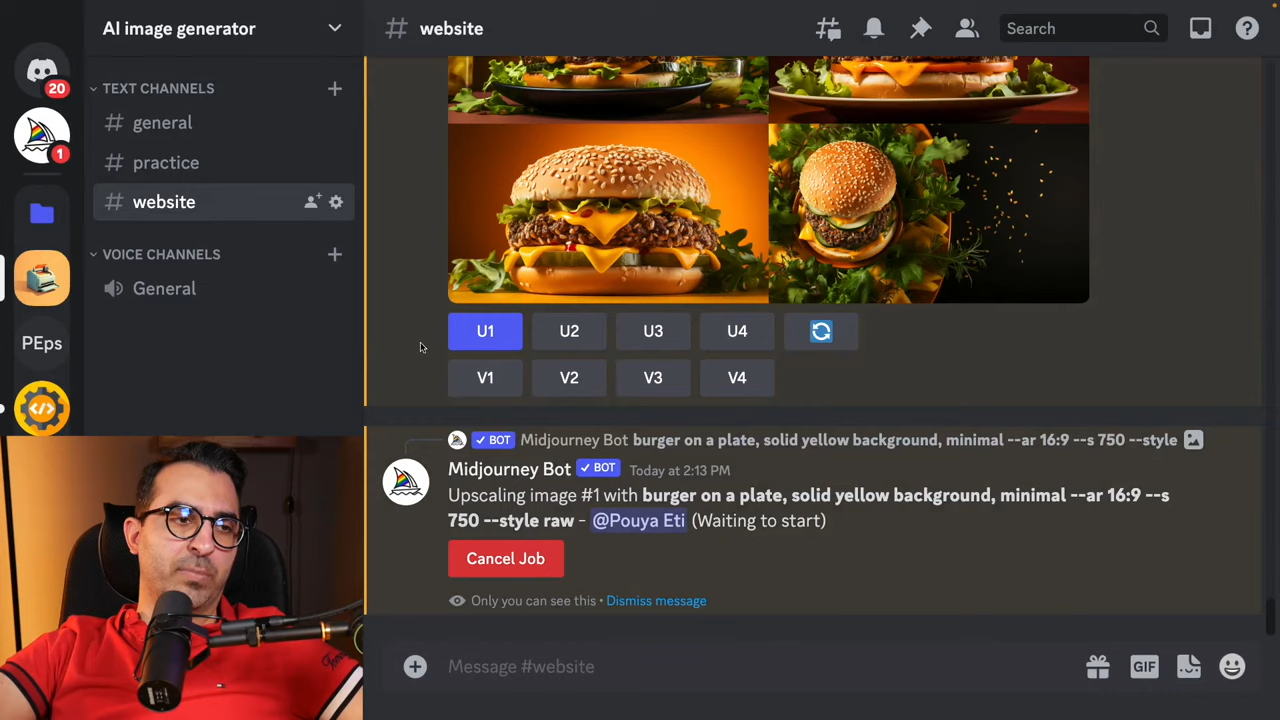 AI image generator
# website
Search
20
1
TEXT CHANNELS
# general
# practice
# website
VOICE CHANNELS
General
PEps
U1 U2 U3 U4
V1 V2 V3 V4
BOT Midjourney Bot burger on a plate, solid yellow background, minimal --ar 16:9 --s 750 --style
Midjourney Bot BOT Today at 2:13 PM
Upscaling image #1 with burger on a plate, solid yellow background, minimal --ar 16:9 --s
750 --style raw - @Pouya Eti (Waiting to start)
Cancel Job
Only you can see this • Dismiss message
Message #website
GIF